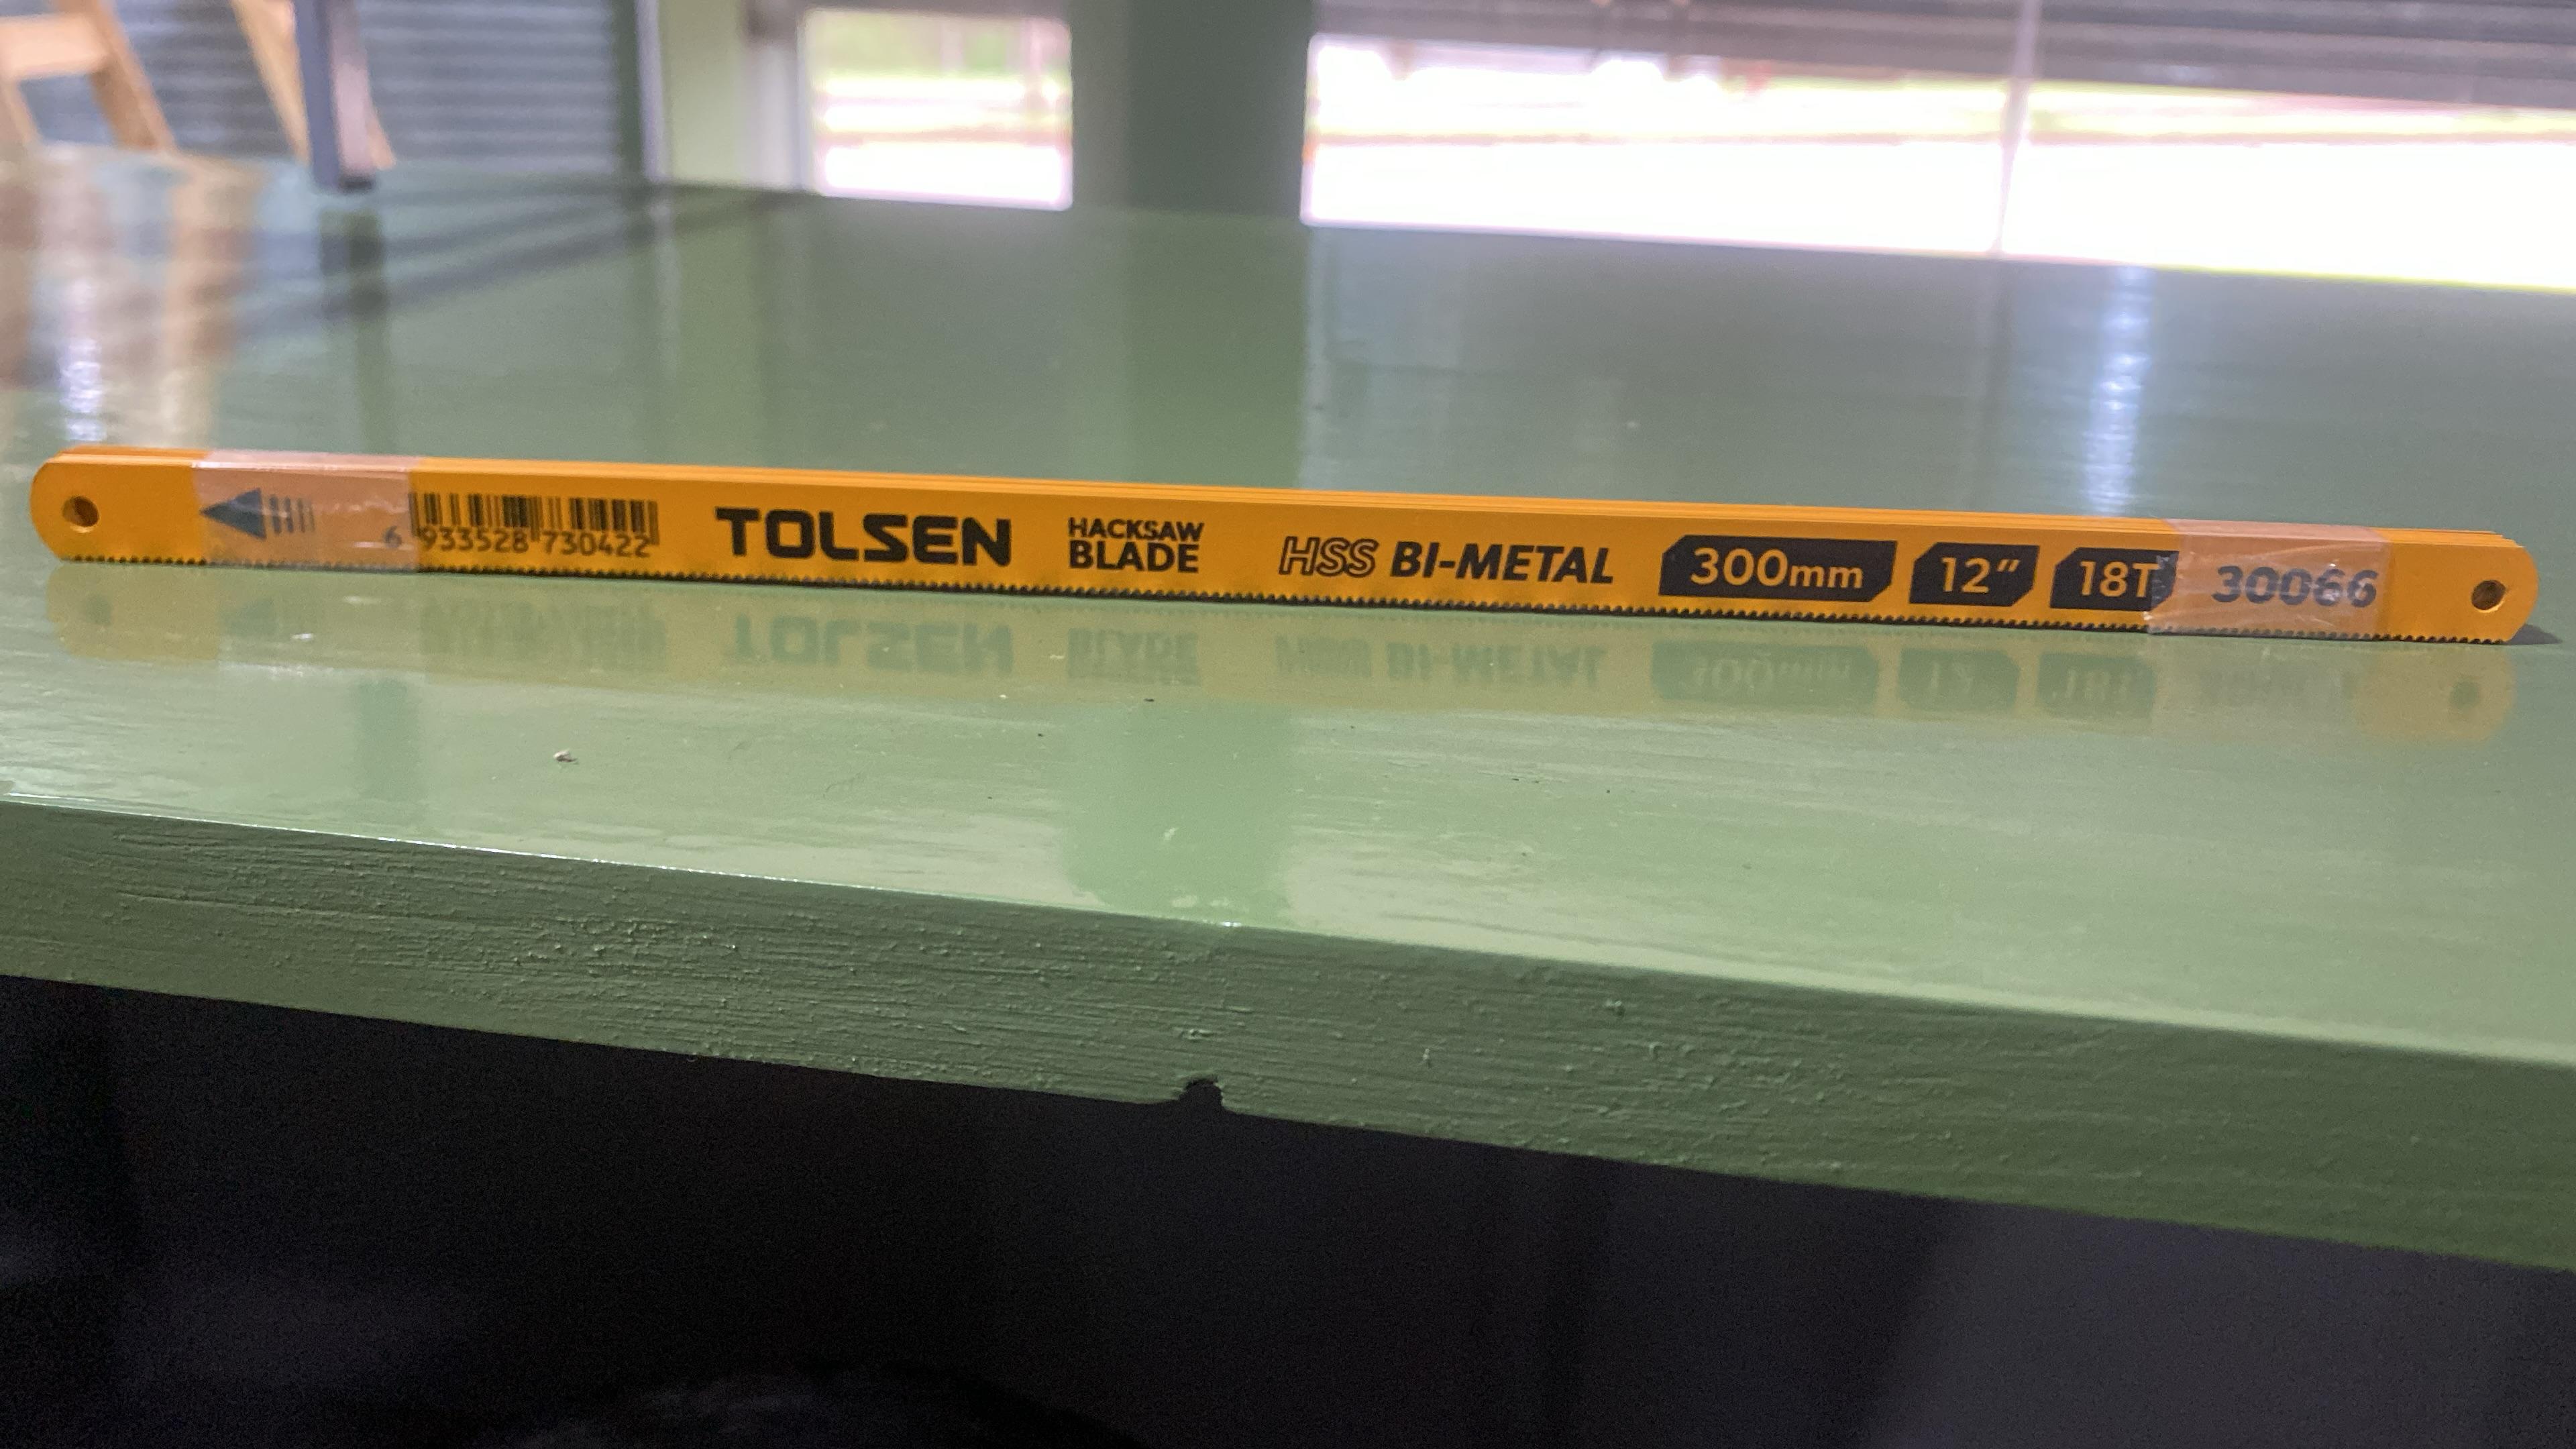 6 933528 730422
TOLSEN
HACKSAW
BLADE
HSS BI-METAL
300mm
12"
18T
30066